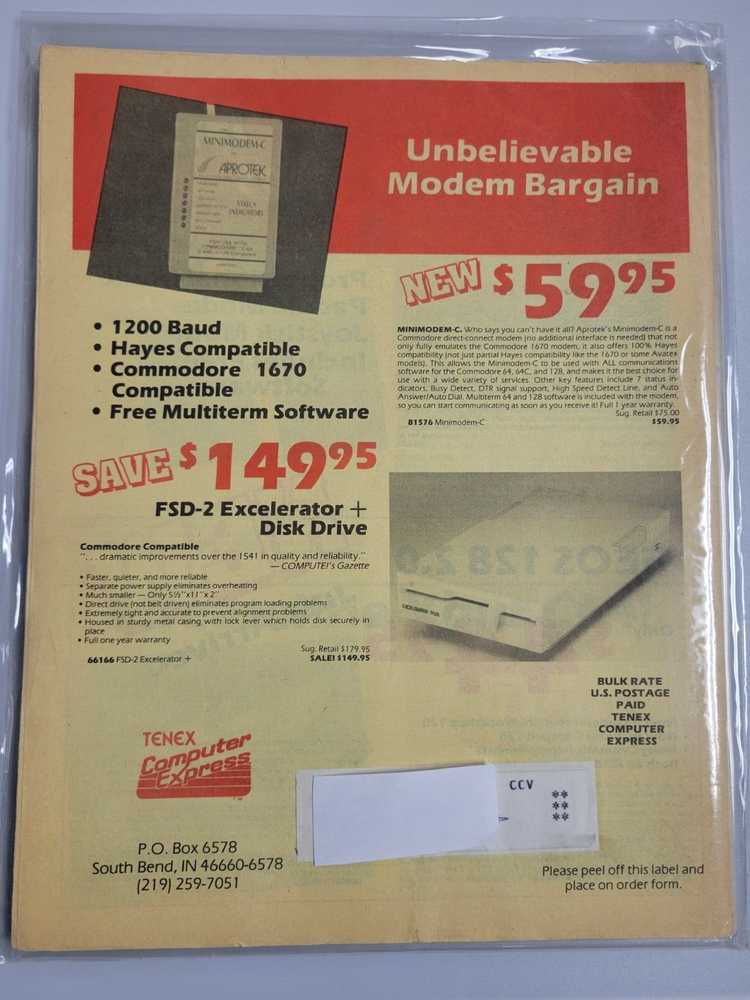 MINIMODEM-C
APROTEK
STATUS
INDICATORS
Unbelievable
Modem Bargain
NEW $59.95
• 1200 Baud
• Hayes Compatible
• Commodore 1670
Compatible
• Free Multiterm Software
MINIMODEM-C. Who says you can't have it all? Aprotek's Minimodem-C is a
Commodore direct-connect modem (no additional interface is needed) that not
only fully emulates the Commodore 1670 modem, it also offers 100% Hayes
compatibility (not just partial Hayes compatibility like the 1670 or some Avatex
models). This allows the Minimodem-C to be used with ALL communications
software for the Commodore 64, 64C, and 128, and makes it the best choice for
use with a wide variety of services. Other key features include 7 status in-
dicators, Busy Detect, DTR signal support, High Speed Detect Line, and Auto
Answer/Auto Dial. Multiterm 64 and 128 software is included with the modem,
so you can start communicating as soon as you receive it! Full 1 year warranty.
Sug. Retail $75.00
81576 Minimodem-C $59.95
SAVE $149.95
FSD-2 Excelerator +
Disk Drive
Commodore Compatible
". . . dramatic improvements over the 1541 in quality and reliability."
— COMPUTE!'s Gazette
• Faster, quieter, and more reliable
• Separate power supply eliminates overheating
• Much smaller — Only 5½"x11"x2"
• Direct drive (not belt driven) eliminates program loading problems
• Extremely tight and accurate to prevent alignment problems
• Housed in sturdy metal casing with lock lever which holds disk securely in
place
• Full one year warranty
Sug. Retail $179.95
66166 FSD-2 Excelerator + SALE! $149.95
BULK RATE
U.S. POSTAGE
PAID
TENEX
COMPUTER
EXPRESS
TENEX
Computer
Express
TM
CCV
**
**
**
P.O. Box 6578
South Bend, IN 46660-6578
(219) 259-7051
Please peel off this label and
place on order form.